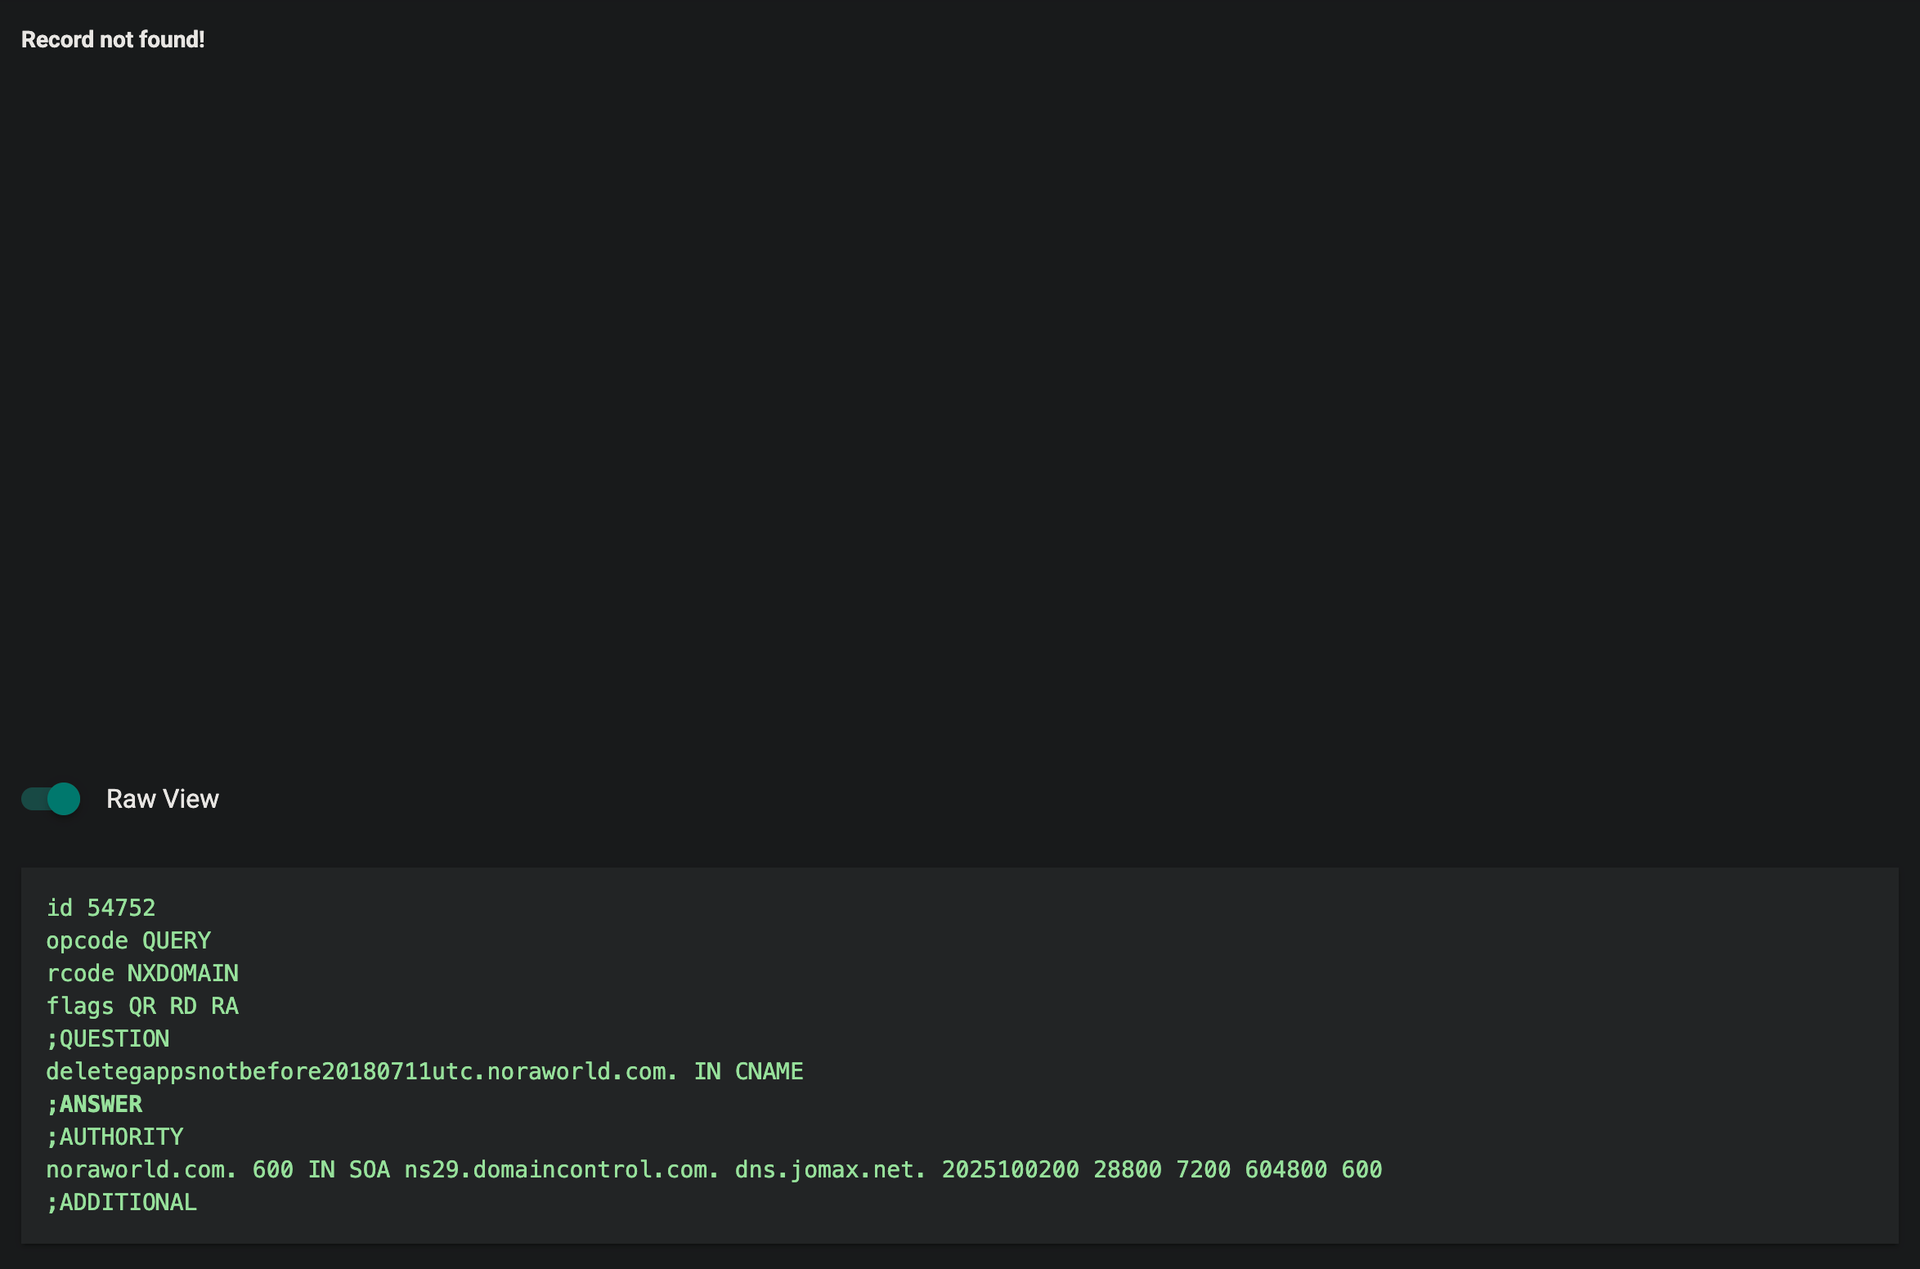 Record not found!
Raw View
id 54752
opcode QUERY
rcode NXDOMAIN
flags QR RD RA
;QUESTION
deletegappsnotbefore20180711utc.noraworld.com. IN CNAME
;ANSWER
;AUTHORITY
noraworld.com. 600 IN SOA ns29.domaincontrol.com. dns.jomax.net. 2025100200 28800 7200 604800 600
;ADDITIONAL